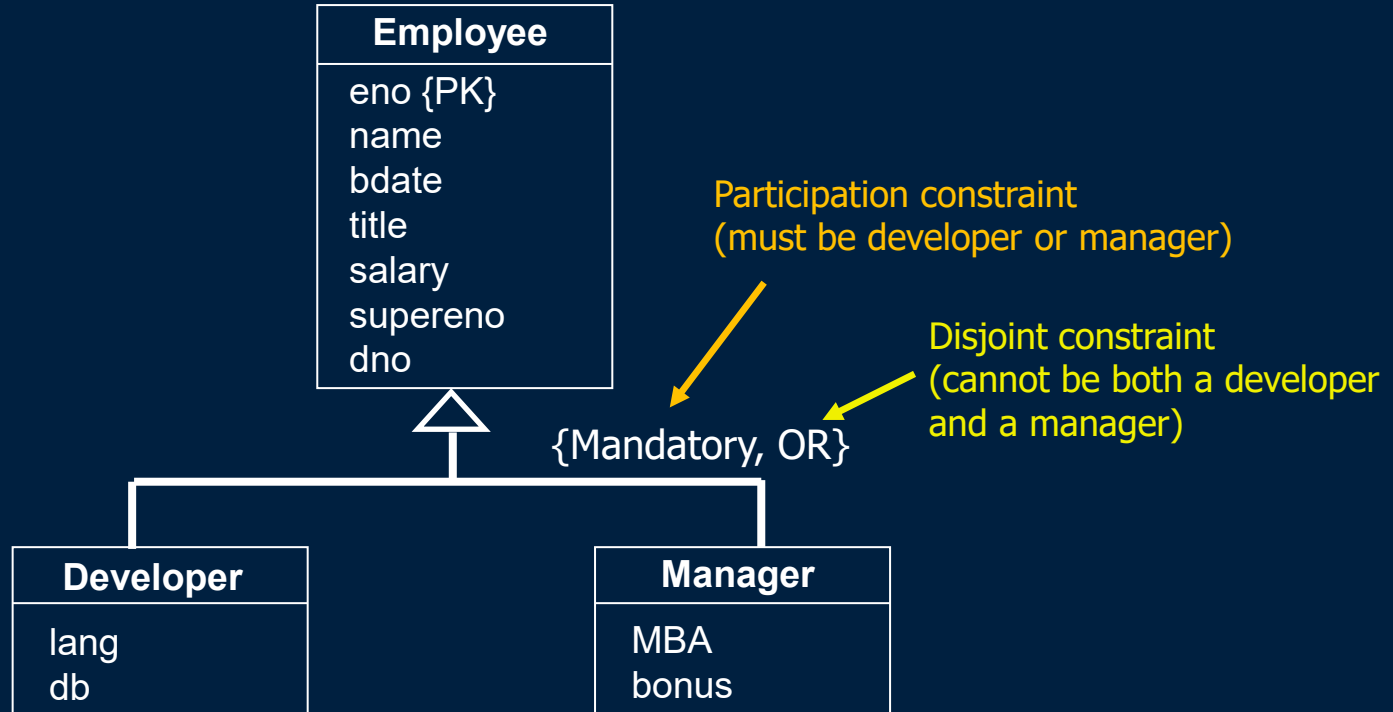 Employee
eno {PK}
name
bdate
title
salary
supereno
dno
Participation constraint
(must be developer or manager)
Disjoint constraint
(cannot be both a developer
and a manager)
{Mandatory, OR}
Developer
lang
db
Manager
MBA
bonus